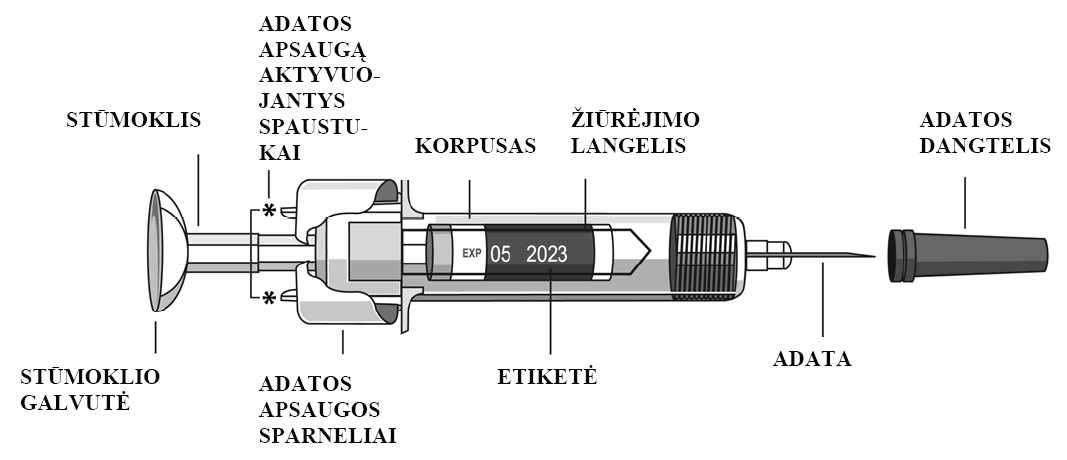 ADATOS
APSAUGĄ
AKTYVUO-
JANTYS
SPAUSTU-
KAI
STŪMOKLIS
KORPUSAS
ŽIŪRĖJIMO
LANGELIS
ADATOS
DANGTELIS
*
*
EXP 05 2023
STŪMOKLIO
GALVUTĖ
ADATOS
APSAUGOS
SPARNELIAI
ETIKETĖ
ADATA